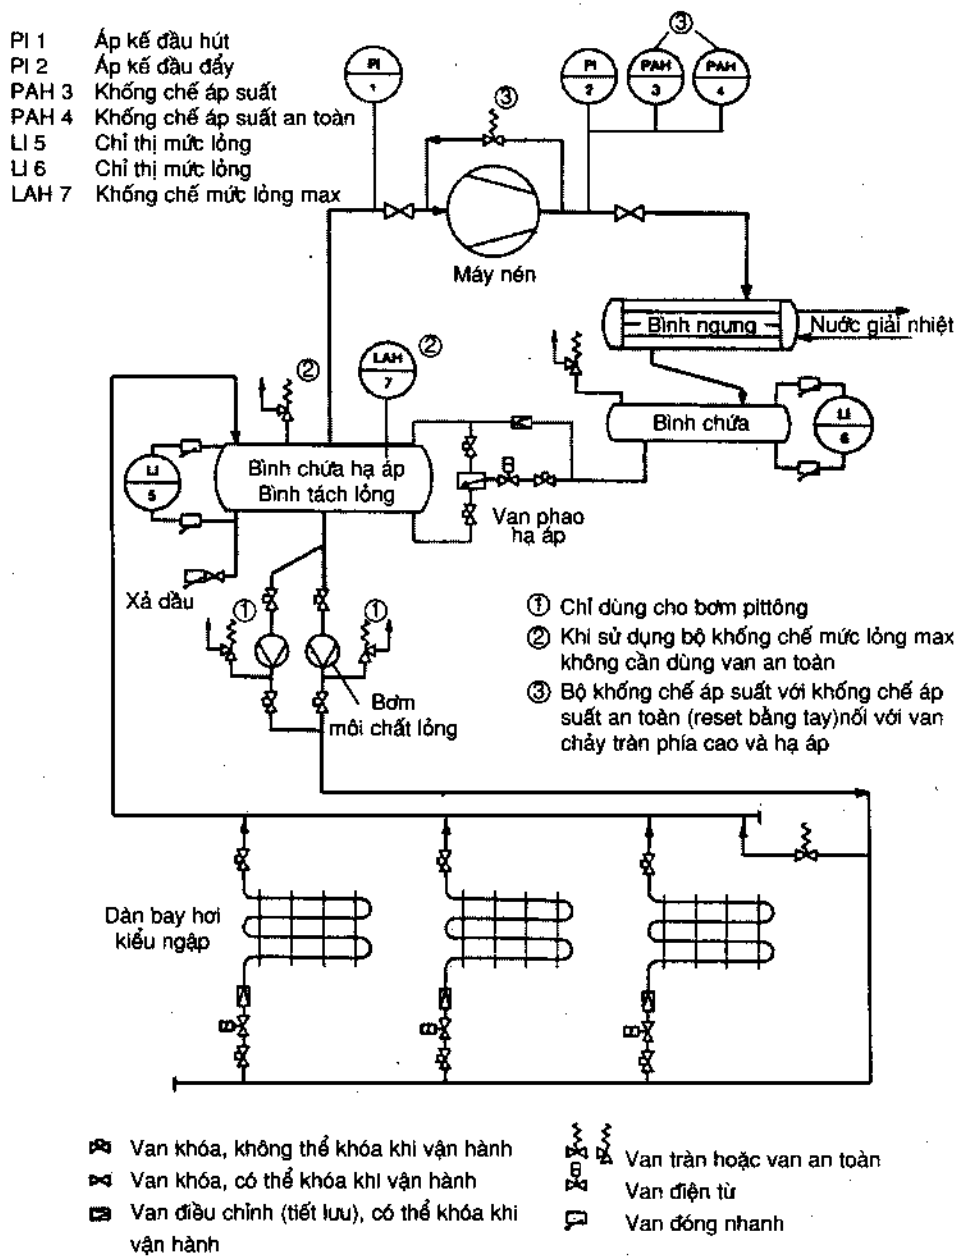 PI 1 Áp kế đầu hút
PI 2 Áp kế đầu đẩy
PAH 3 Khống chế áp suất
PAH 4 Khống chế áp suất an toàn
LI 5 Chỉ thị mức lỏng
LI 6 Chỉ thị mức lỏng
LAH 7 Khống chế mức lỏng max
PI
1
③
PI
2
③
PAH
3
PAH
4
Máy nén
Bình ngưng
Nước giải nhiệt
②
LAH
7
②
Bình chứa
LI
6
LI
5
Bình chứa hạ áp
Bình tách lỏng
Van phao
hạ áp
Xả dầu
①
①
Bơm
môi chất lỏng
① Chỉ dùng cho bơm pittông
② Khi sử dụng bộ khống chế mức lỏng max
không cần dùng van an toàn
③ Bộ khống chế áp suất với khống chế áp
suất an toàn (reset bằng tay)nối với van
chảy tràn phía cao và hạ áp
Dàn bay hơi
kiểu ngập
Van khóa, không thể khóa khi vận hành
Van khóa, có thể khóa khi vận hành
Van điều chỉnh (tiết lưu), có thể khóa khi
vận hành
Van tràn hoặc van an toàn
Van điện từ
Van đóng nhanh